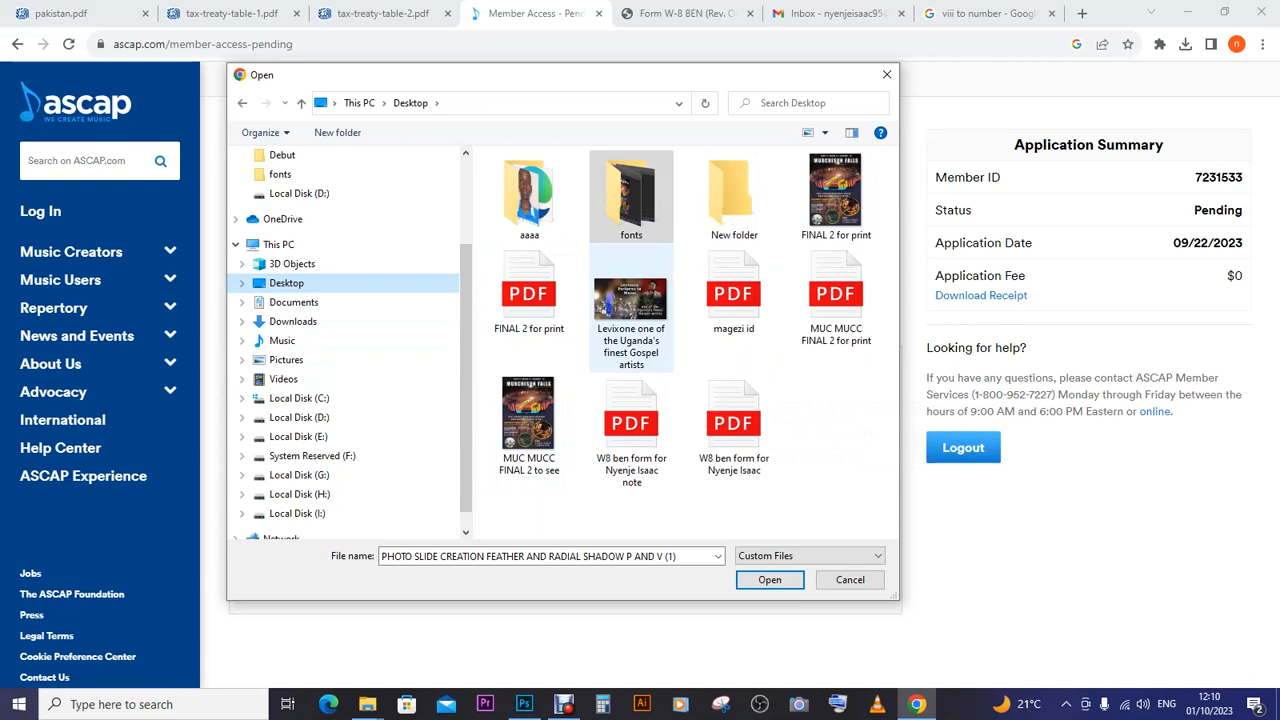 pakistan.pdf
tax-treaty-table-1.pdf
tax-treaty-table-2.pdf
Member Access - Pen
Form W-8 BEN (Rev. O
Inbox - nyenjeisaac95
viii to number - Goog
ascap.com/member-access-pending
n
ascap
WE CREATE MUSIC
Search on ASCAP.com
Log In
Music Creators
Music Users
Repertory
News and Events
About Us
Advocacy
International
Help Center
ASCAP Experience
Jobs
The ASCAP Foundation
Press
Legal Terms
Cookie Preference Center
Contact Us
Open
This PC
Desktop
Search Desktop
Organize
New folder
Debut
fonts
Local Disk (D:)
OneDrive
This PC
3D Objects
Desktop
Documents
Downloads
Music
Pictures
Videos
Local Disk (C:)
Local Disk (D:)
Local Disk (E:)
System Reserved (F:)
Local Disk (G:)
Local Disk (H:)
Local Disk (I:)
Network
aaaa
fonts
New folder
FINAL 2 for print
PDF
FINAL 2 for print
Levixone one of
the Uganda's
finest Gospel
artists
PDF
magezi id
PDF
MUC MUCC
FINAL 2 for print
MUC MUCC
FINAL 2 to see
PDF
W8 ben form for
Nyenje Isaac
note
PDF
W8 ben form for
Nyenje Isaac
File name:
PHOTO SLIDE CREATION FEATHER AND RADIAL SHADOW P AND V (1)
Custom Files
Open
Cancel
Application Summary
Member ID 7231533
Status Pending
Application Date 09/22/2023
Application Fee $0
Download Receipt
Looking for help?
If you have any questions, please contact ASCAP Member
Services (1-800-952-7227) Monday through Friday between the
hours of 9:00 AM and 6:00 PM Eastern or online.
Logout
Type here to search
Pr
Ps
Ai
21°C
ENG
12:10
01/10/2023
2